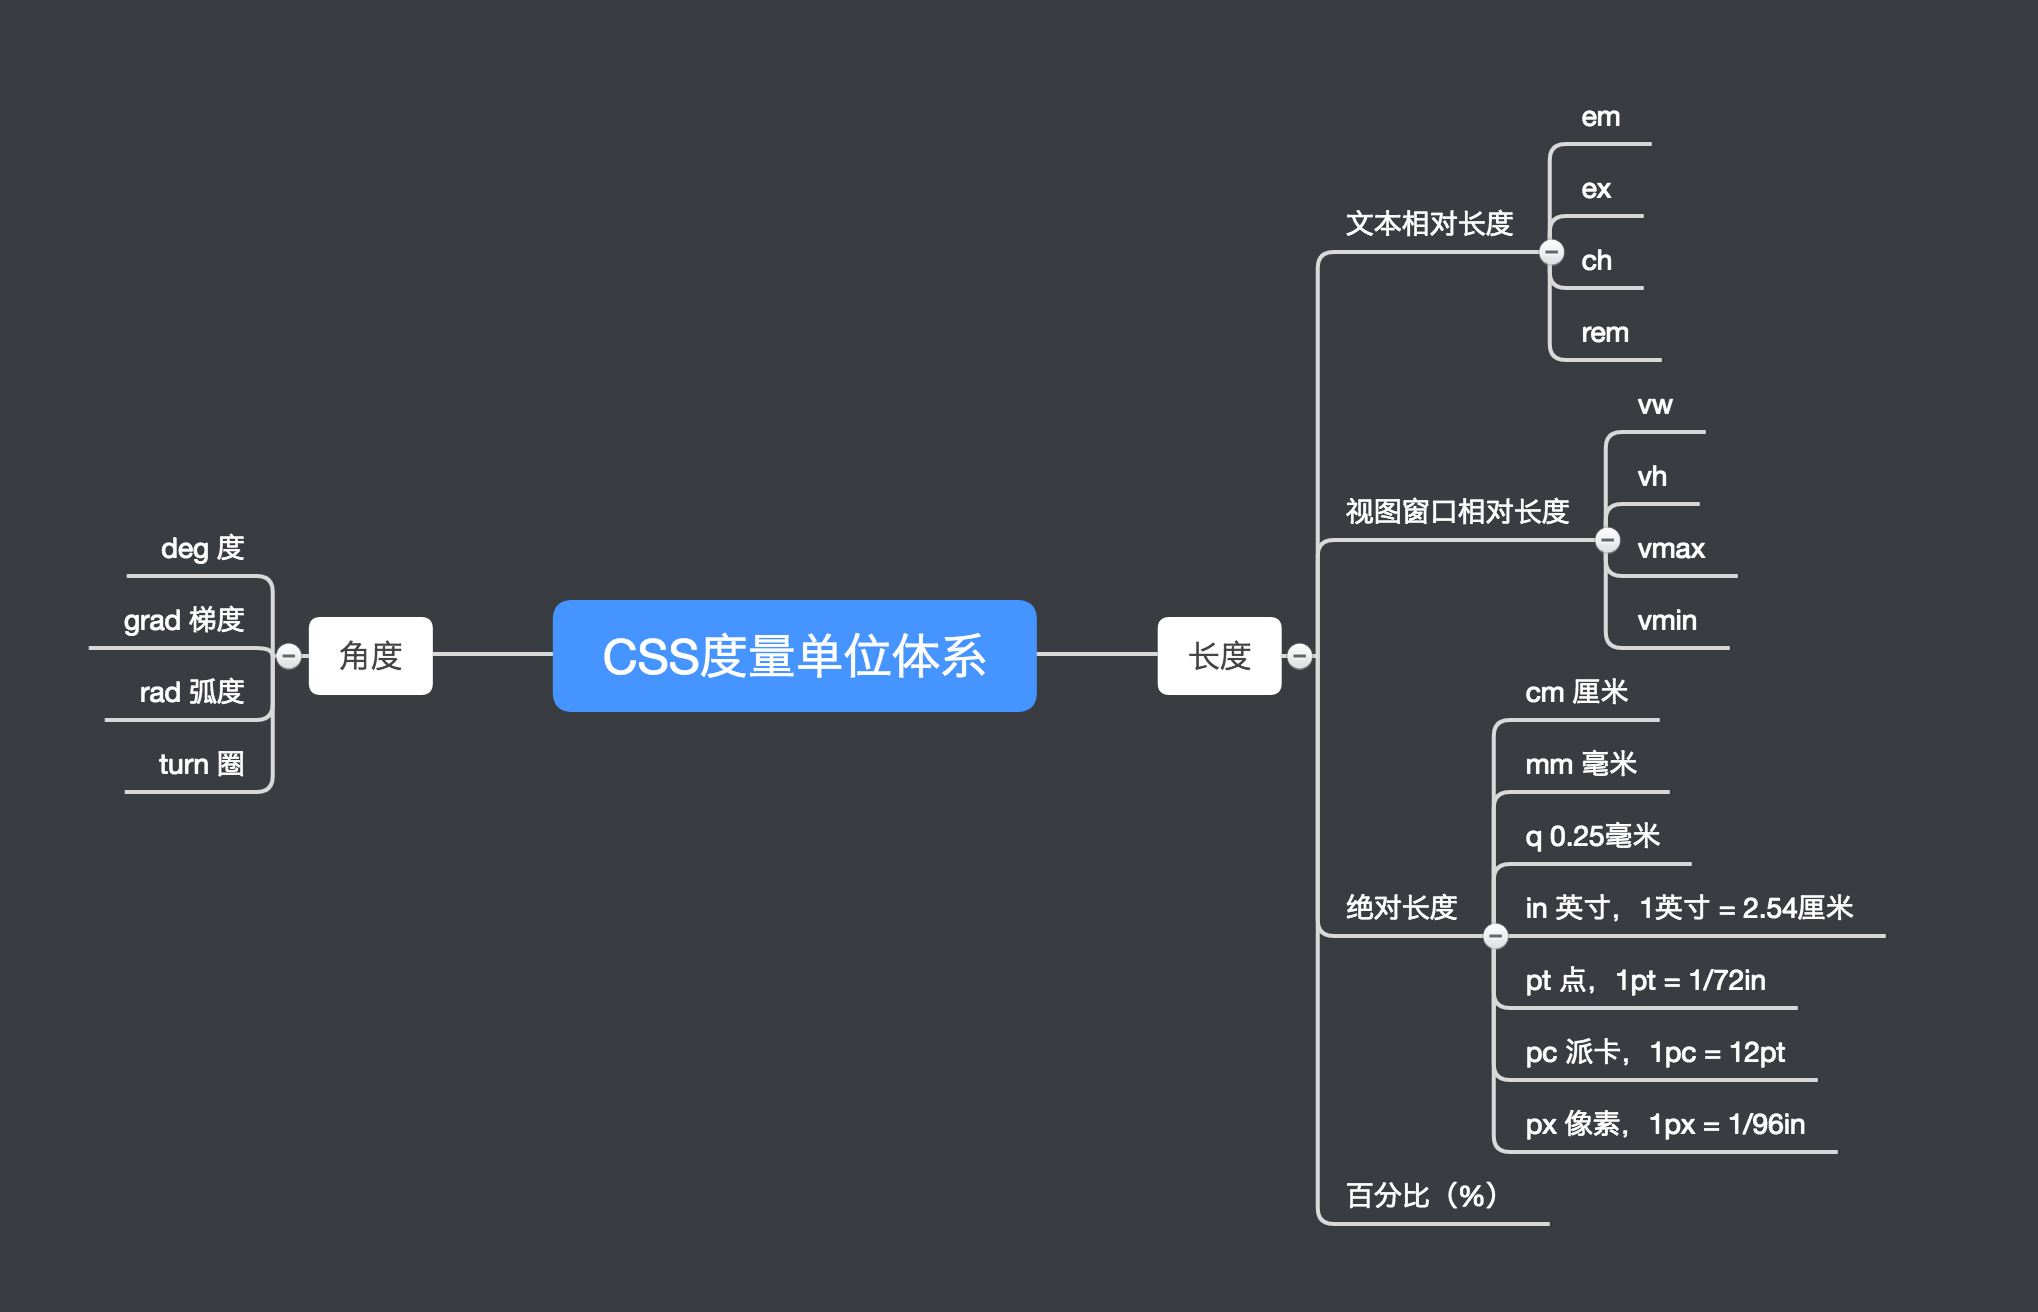 CSS度量单位体系
角度
deg 度
grad 梯度
rad 弧度
turn 圈
长度
文本相对长度
em
ex
ch
rem
视图窗口相对长度
vw
vh
vmax
vmin
绝对长度
cm 厘米
mm 毫米
q 0.25毫米
in 英寸，1英寸 = 2.54厘米
pt 点，1pt = 1/72in
pc 派卡，1pc = 12pt
px 像素，1px = 1/96in
百分比（%）